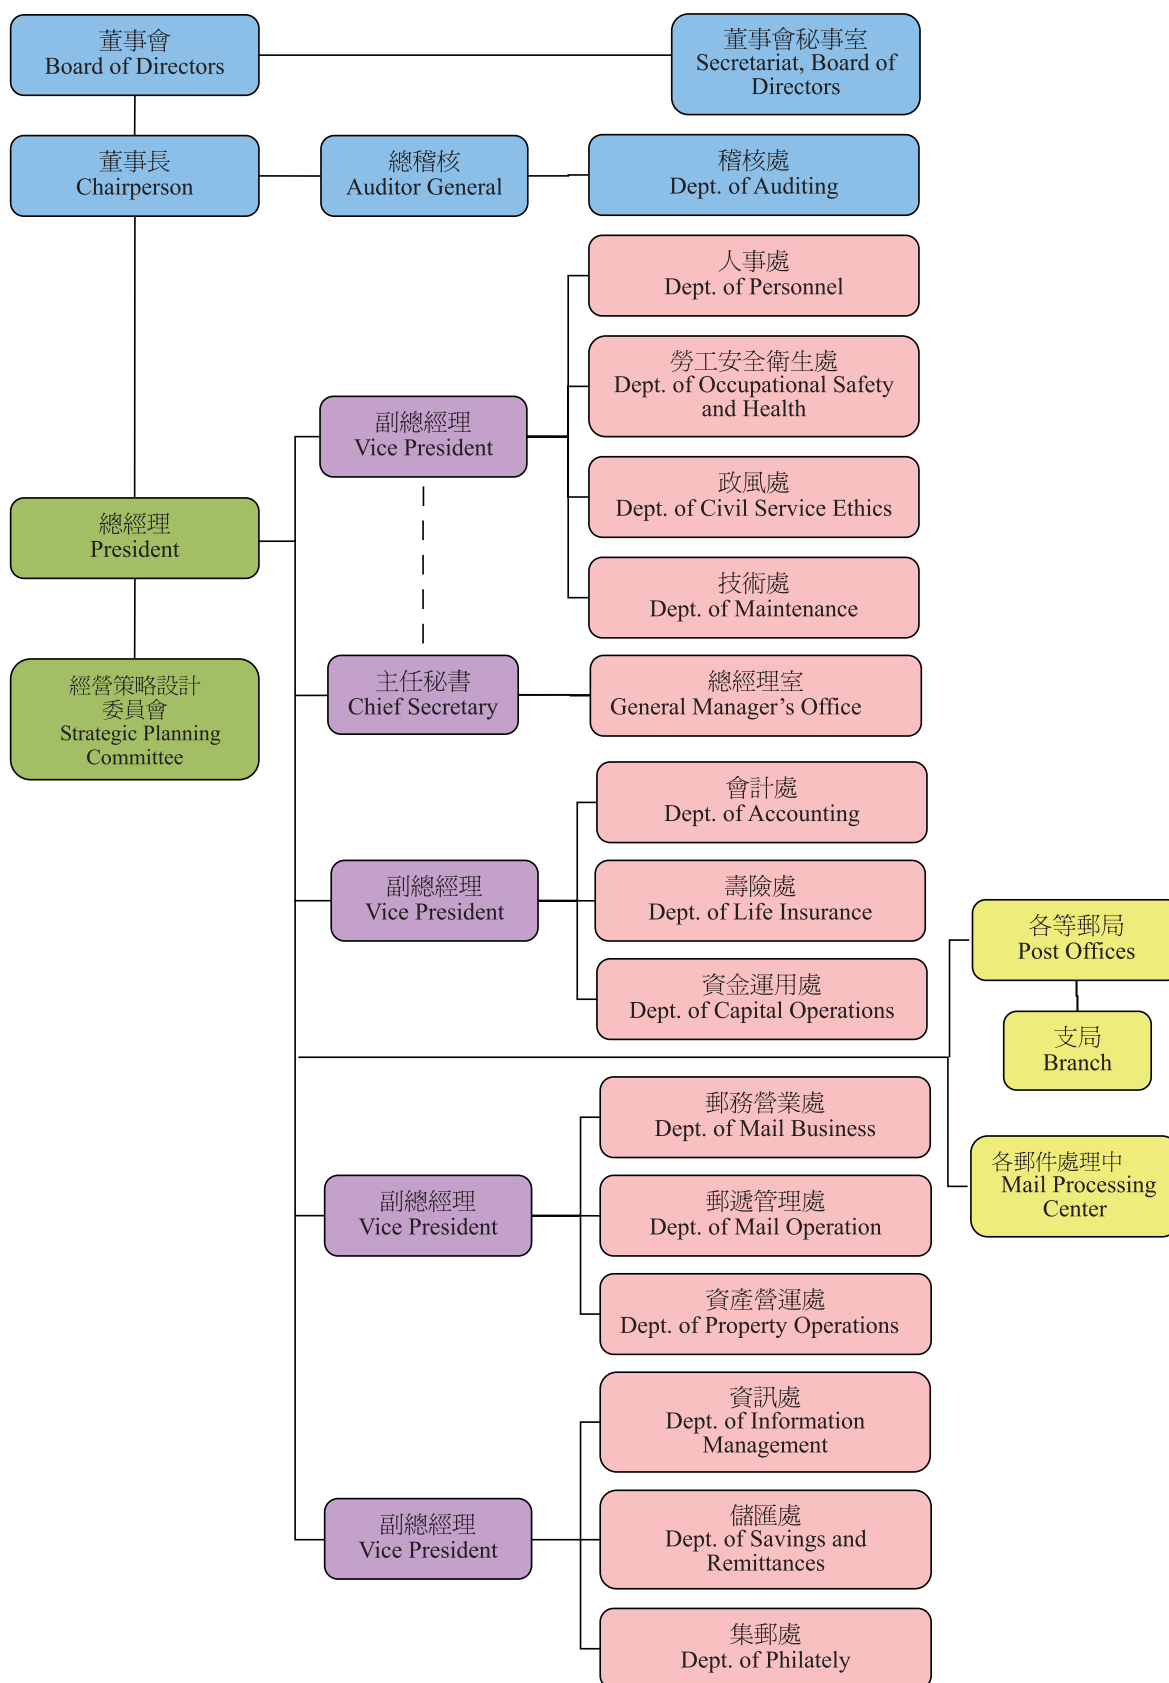 董事會
Board of Directors
董事會秘事室
Secretariat, Board of
Directors
董事長
Chairperson
總稽核
Auditor General
稽核處
Dept. of Auditing
人事處
Dept. of Personnel
勞工安全衛生處
Dept. of Occupational Safety
and Health
副總經理
Vice President
政風處
Dept. of Civil Service Ethics
總經理
President
技術處
Dept. of Maintenance
經營策略設計
委員會
Strategic Planning
Committee
主任秘書
Chief Secretary
總經理室
General Manager's Office
會計處
Dept. of Accounting
副總經理
Vice President
壽險處
Dept. of Life Insurance
資金運用處
Dept. of Capital Operations
各等郵局
Post Offices
支局
Branch
郵務營業處
Dept. of Mail Business
各郵件處理中
Mail Processing
Center
副總經理
Vice President
郵遞管理處
Dept. of Mail Operation
資產營運處
Dept. of Property Operations
資訊處
Dept. of Information
Management
副總經理
Vice President
儲匯處
Dept. of Savings and
Remittances
集郵處
Dept. of Philately